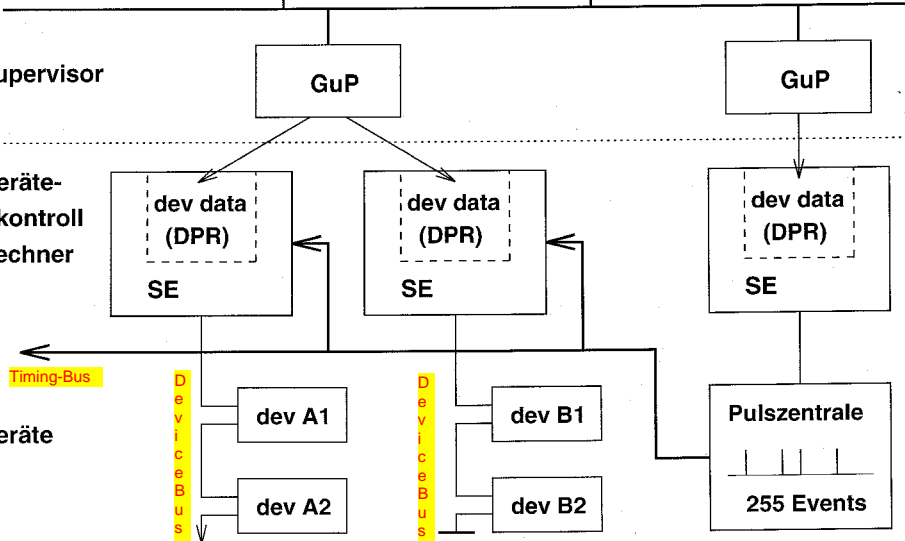 upervisor
GuP
GuP
eräte-
kontroll
echner
dev data
(DPR)
SE
dev data
(DPR)
SE
dev data
(DPR)
SE
Timing-Bus
DeviceBus
DeviceBus
eräte
dev A1
dev B1
dev A2
dev B2
Pulszentrale
255 Events